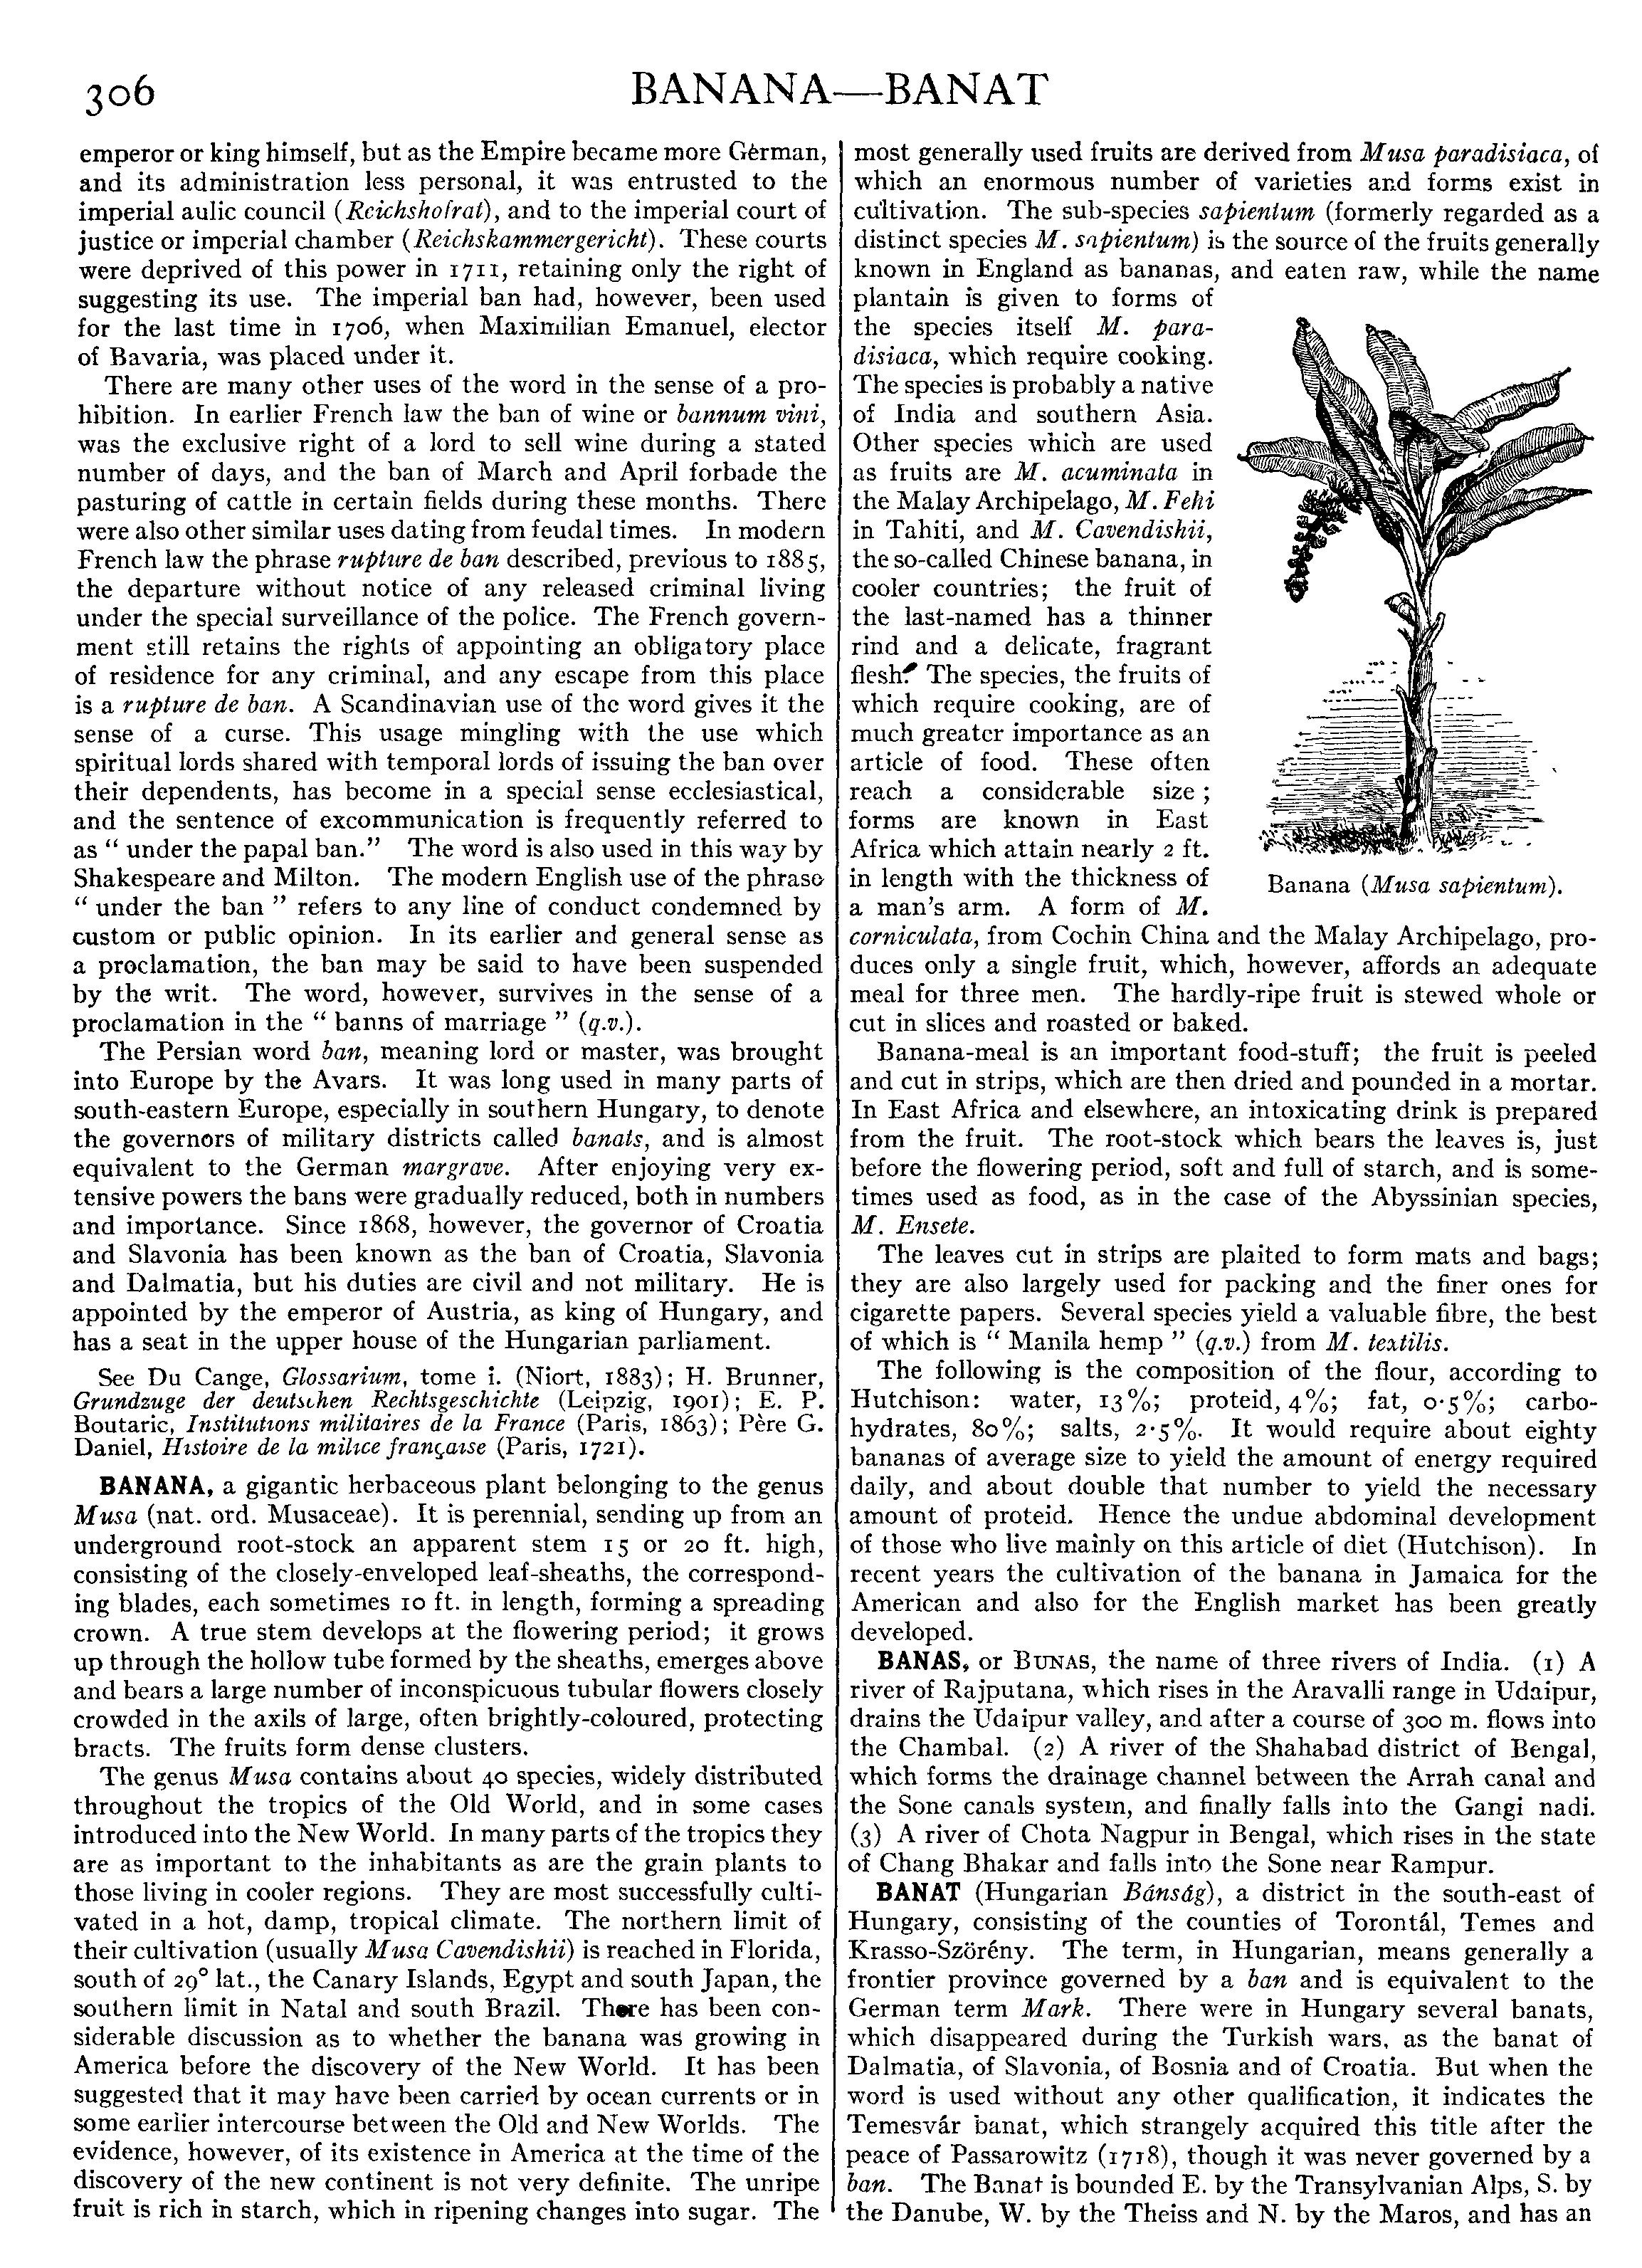 306
BANANA—BANAT
emperor or king himself, but as the Empire became more German,
and its administration less personal, it was entrusted to the
imperial aulic council (Reichshofrat), and to the imperial court of
justice or imperial chamber (Reichskammergericht). These courts
were deprived of this power in 1711, retaining only the right of
suggesting its use. The imperial ban had, however, been used
for the last time in 1706, when Maximilian Emanuel, elector
of Bavaria, was placed under it.
There are many other uses of the word in the sense of a pro-
hibition. In earlier French law the ban of wine or bannum vini,
was the exclusive right of a lord to sell wine during a stated
number of days, and the ban of March and April forbade the
pasturing of cattle in certain fields during these months. There
were also other similar uses dating from feudal times. In modern
French law the phrase rupture de ban described, previous to 1885,
the departure without notice of any released criminal living
under the special surveillance of the police. The French govern-
ment still retains the rights of appointing an obligatory place
of residence for any criminal, and any escape from this place
is a rupture de ban. A Scandinavian use of the word gives it the
sense of a curse. This usage mingling with the use which
spiritual lords shared with temporal lords of issuing the ban over
their dependents, has become in a special sense ecclesiastical,
and the sentence of excommunication is frequently referred to
as “ under the papal ban.” The word is also used in this way by
Shakespeare and Milton. The modern English use of the phrase
“ under the ban ” refers to any line of conduct condemned by
custom or public opinion. In its earlier and general sense as
a proclamation, the ban may be said to have been suspended
by the writ. The word, however, survives in the sense of a
proclamation in the “ banns of marriage ” (q.v.).
The Persian word ban, meaning lord or master, was brought
into Europe by the Avars. It was long used in many parts of
south-eastern Europe, especially in southern Hungary, to denote
the governors of military districts called banats, and is almost
equivalent to the German margrave. After enjoying very ex-
tensive powers the bans were gradually reduced, both in numbers
and importance. Since 1868, however, the governor of Croatia
and Slavonia has been known as the ban of Croatia, Slavonia
and Dalmatia, but his duties are civil and not military. He is
appointed by the emperor of Austria, as king of Hungary, and
has a seat in the upper house of the Hungarian parliament.
See Du Cange, Glossarium, tome i. (Niort, 1883); H. Brunner,
Grundzuge der deutschen Rechtsgeschichte (Leipzig, 1901); E. P.
Boutaric, Institutions militaires de la France (Paris, 1863); Père G.
Daniel, Histoire de la milice française (Paris, 1721).
BANANA, a gigantic herbaceous plant belonging to the genus
Musa (nat. ord. Musaceae). It is perennial, sending up from an
underground root-stock an apparent stem 15 or 20 ft. high,
consisting of the closely-enveloped leaf-sheaths, the correspond-
ing blades, each sometimes 10 ft. in length, forming a spreading
crown. A true stem develops at the flowering period; it grows
up through the hollow tube formed by the sheaths, emerges above
and bears a large number of inconspicuous tubular flowers closely
crowded in the axils of large, often brightly-coloured, protecting
bracts. The fruits form dense clusters.
The genus Musa contains about 40 species, widely distributed
throughout the tropics of the Old World, and in some cases
introduced into the New World. In many parts of the tropics they
are as important to the inhabitants as are the grain plants to
those living in cooler regions. They are most successfully culti-
vated in a hot, damp, tropical climate. The northern limit of
their cultivation (usually Musa Cavendishii) is reached in Florida,
south of 29° lat., the Canary Islands, Egypt and south Japan, the
southern limit in Natal and south Brazil. There has been con-
siderable discussion as to whether the banana was growing in
America before the discovery of the New World. It has been
suggested that it may have been carried by ocean currents or in
some earlier intercourse between the Old and New Worlds. The
evidence, however, of its existence in America at the time of the
discovery of the new continent is not very definite. The unripe
fruit is rich in starch, which in ripening changes into sugar. The
most generally used fruits are derived from Musa paradisiaca, of
which an enormous number of varieties and forms exist in
cultivation. The sub-species sapientum (formerly regarded as a
distinct species M. sapientum) is the source of the fruits generally
known in England as bananas, and eaten raw, while the name
plantain is given to forms of
the species itself M. para-
disiaca, which require cooking.
The species is probably a native
of India and southern Asia.
Other species which are used
as fruits are M. acuminata in
the Malay Archipelago, M. Fehi
in Tahiti, and M. Cavendishii,
the so-called Chinese banana, in
cooler countries; the fruit of
the last-named has a thinner
rind and a delicate, fragrant
flesh. The species, the fruits of
which require cooking, are of
much greater importance as an
article of food. These often
reach a considerable size ;
forms are known in East
Africa which attain nearly 2 ft.
in length with the thickness of
a man's arm. A form of M.
Banana (Musa sapientum).
corniculata, from Cochin China and the Malay Archipelago, pro-
duces only a single fruit, which, however, affords an adequate
meal for three men. The hardly-ripe fruit is stewed whole or
cut in slices and roasted or baked.
Banana-meal is an important food-stuff; the fruit is peeled
and cut in strips, which are then dried and pounded in a mortar.
In East Africa and elsewhere, an intoxicating drink is prepared
from the fruit. The root-stock which bears the leaves is, just
before the flowering period, soft and full of starch, and is some-
times used as food, as in the case of the Abyssinian species,
M. Ensete.
The leaves cut in strips are plaited to form mats and bags;
they are also largely used for packing and the finer ones for
cigarette papers. Several species yield a valuable fibre, the best
of which is “ Manila hemp ” (q.v.) from M. textilis.
The following is the composition of the flour, according to
Hutchison: water, 13%; proteid, 4%; fat, 0·5%; carbo-
hydrates, 80%; salts, 2·5%. It would require about eighty
bananas of average size to yield the amount of energy required
daily, and about double that number to yield the necessary
amount of proteid. Hence the undue abdominal development
of those who live mainly on this article of diet (Hutchison). In
recent years the cultivation of the banana in Jamaica for the
American and also for the English market has been greatly
developed.
BANAS, or BUNAS, the name of three rivers of India. (1) A
river of Rajputana, which rises in the Aravalli range in Udaipur,
drains the Udaipur valley, and after a course of 300 m. flows into
the Chambal. (2) A river of the Shahabad district of Bengal,
which forms the drainage channel between the Arrah canal and
the Sone canals system, and finally falls into the Gangi nadi.
(3) A river of Chota Nagpur in Bengal, which rises in the state
of Chang Bhakar and falls into the Sone near Rampur.
BANAT (Hungarian Bánság), a district in the south-east of
Hungary, consisting of the counties of Torontál, Temes and
Krasso-Szörény. The term, in Hungarian, means generally a
frontier province governed by a ban and is equivalent to the
German term Mark. There were in Hungary several banats,
which disappeared during the Turkish wars, as the banat of
Dalmatia, of Slavonia, of Bosnia and of Croatia. But when the
word is used without any other qualification, it indicates the
Temesvár banat, which strangely acquired this title after the
peace of Passarowitz (1718), though it was never governed by a
ban. The Banat is bounded E. by the Transylvanian Alps, S. by
the Danube, W. by the Theiss and N. by the Maros, and has an